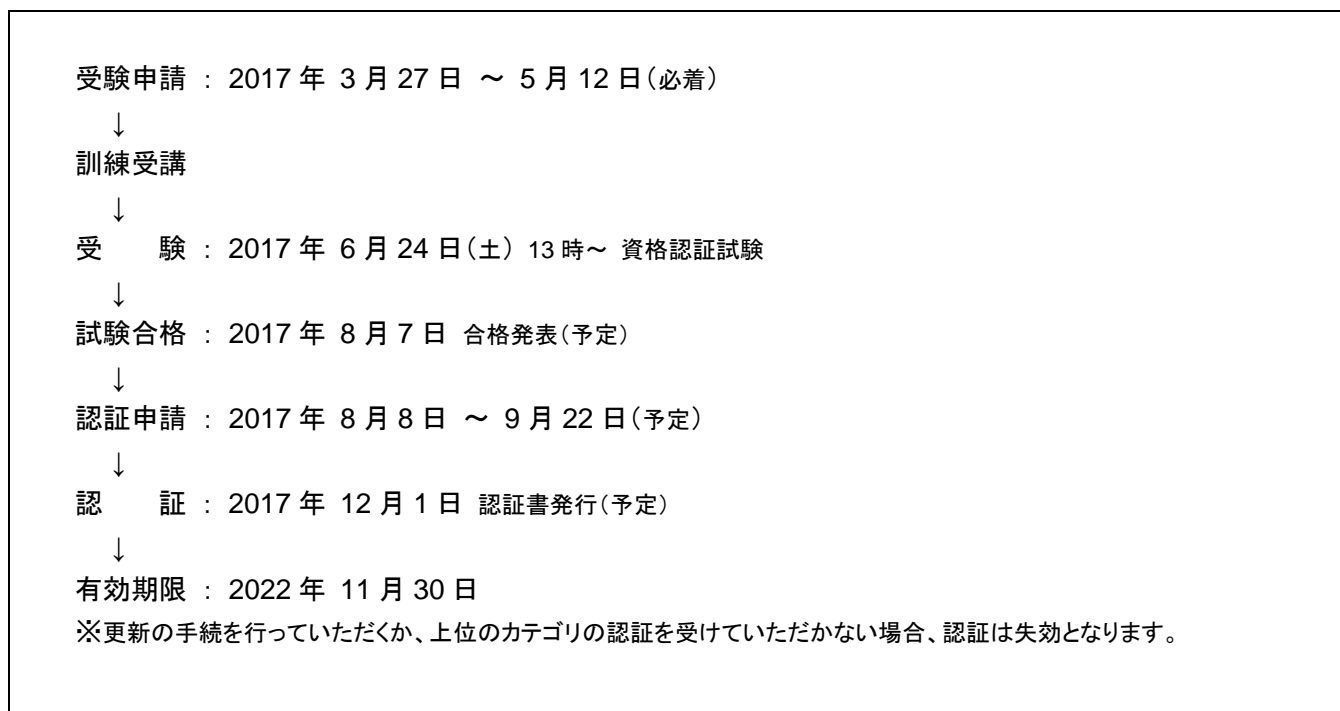 受験申請 : 2017 年 3 月 27 日 ～ 5 月 12 日(必着)
↓
訓練受講
↓
受　　験 : 2017 年 6 月 24 日(土) 13 時～ 資格認証試験
↓
試験合格 : 2017 年 8 月 7 日 合格発表(予定)
↓
認証申請 : 2017 年 8 月 8 日 ～ 9 月 22 日(予定)
↓
認　　証 : 2017 年 12 月 1 日 認証書発行(予定)
↓
有効期限 : 2022 年 11 月 30 日
※更新の手続を行っていただくか、上位のカテゴリの認証を受けていただかない場合、認証は失効となります。